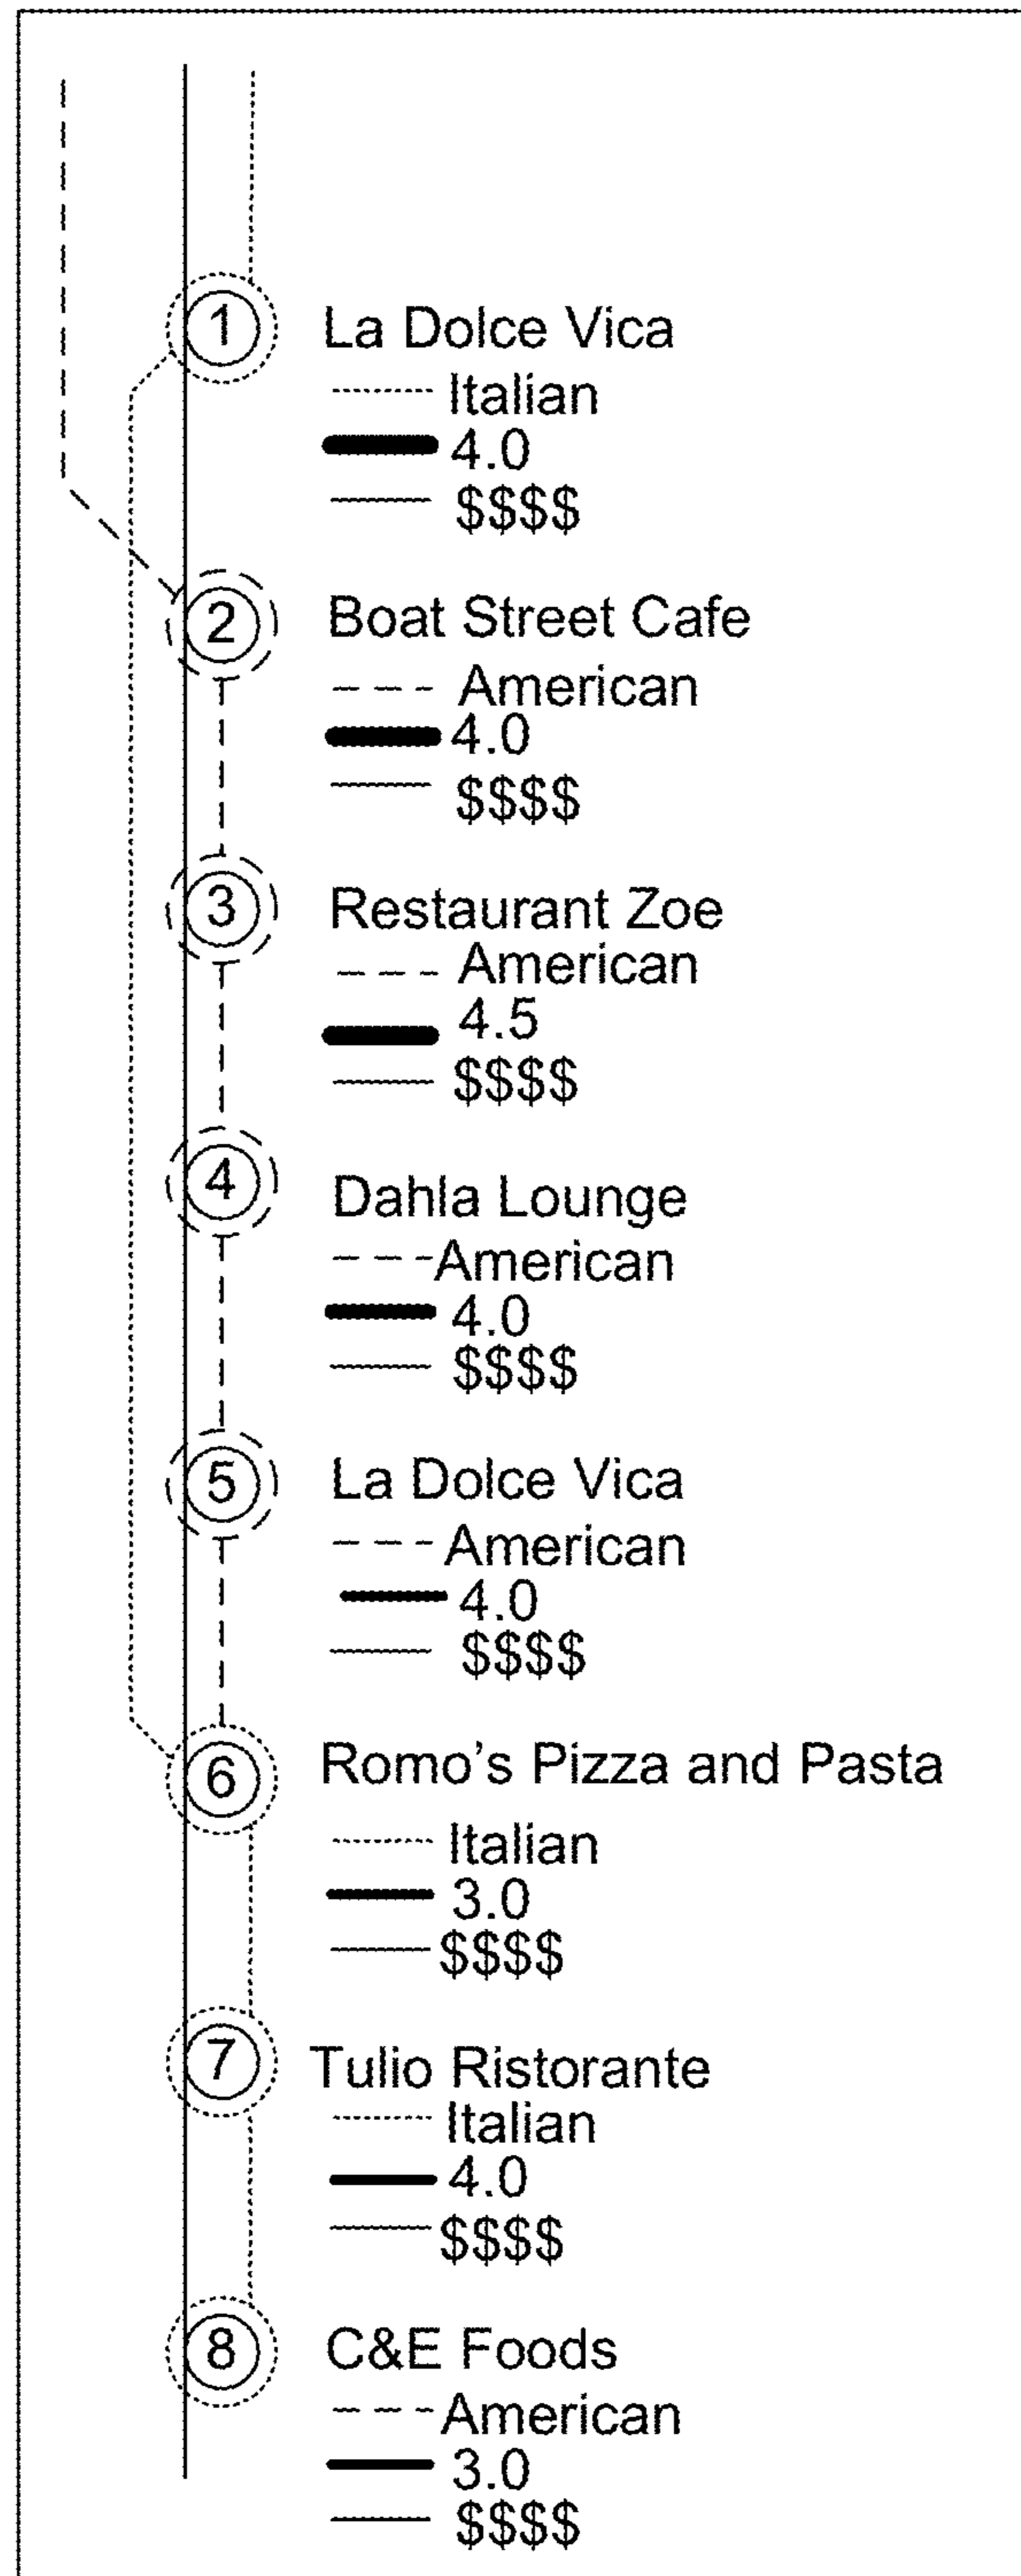 1 La Dolce Vica
Italian
4.0
$$$$
2 Boat Street Cafe
American
4.0
$$$$
3 Restaurant Zoe
American
4.5
$$$$
4 Dahla Lounge
American
4.0
$$$$
5 La Dolce Vica
American
4.0
$$$$
6 Romo's Pizza and Pasta
Italian
3.0
$$$$
7 Tulio Ristorante
Italian
4.0
$$$$
8 C&E Foods
American
3.0
$$$$